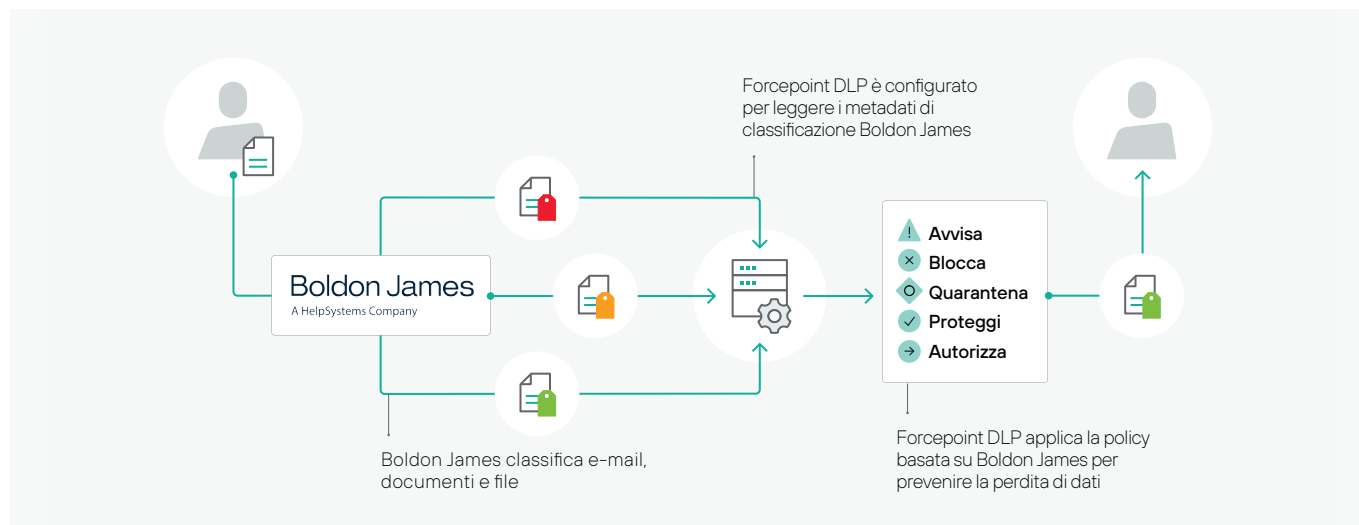 Forcepoint DLP è configurato
per leggere i metadati di
classificazione Boldon James
Boldon James
A HelpSystems Company
Avvisa
Blocca
Quarantena
Proteggi
Autorizza
Boldon James classifica e-mail,
documenti e file
Forcepoint DLP applica la policy
basata su Boldon James per
prevenire la perdita di dati